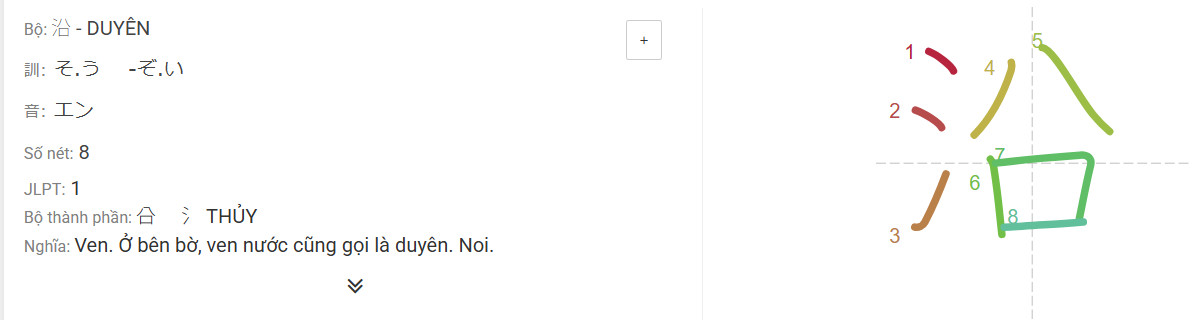 Bộ: 沿 - DUYÊN
+
訓: そ.う -ぞ.い
音: エン
Số nét: 8
JLPT: 1
Bộ thành phần: 㕣 氵 THỦY
Nghĩa: Ven. Ở bên bờ, ven nước cũng gọi là duyên. Noi.
1
2
3
4
5
6
7
8
沿